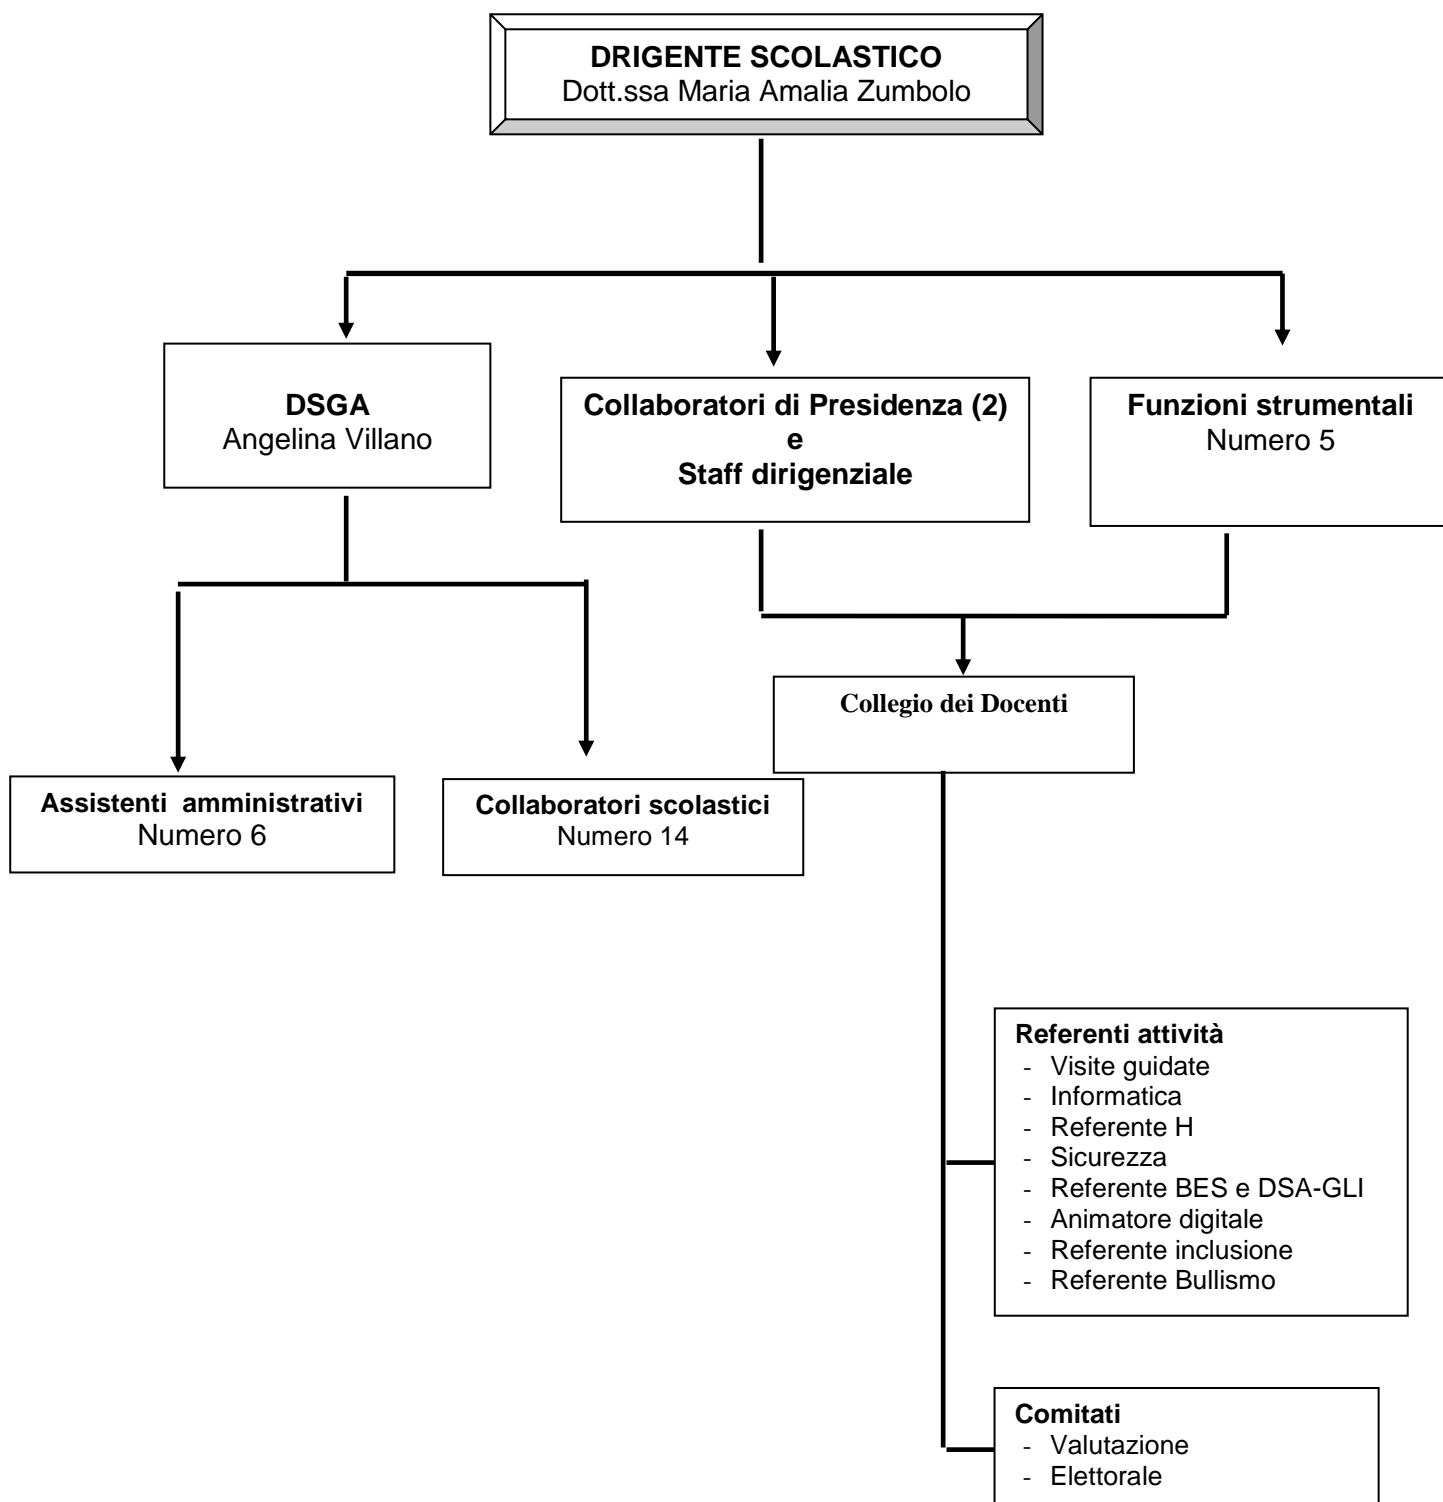 DRIGENTE SCOLASTICO
Dott.ssa Maria Amalia Zumbolo
DSGA
Angelina Villano
Collaboratori di Presidenza (2)
e
Staff dirigenziale
Funzioni strumentali
Numero 5
Collegio dei Docenti
Assistenti  amministrativi
Numero 6
Collaboratori scolastici
Numero 14
Referenti attività
- Visite guidate
- Informatica
- Referente H
- Sicurezza
- Referente BES e DSA-GLI
- Animatore digitale
- Referente inclusione
- Referente Bullismo
Comitati
- Valutazione
- Elettorale